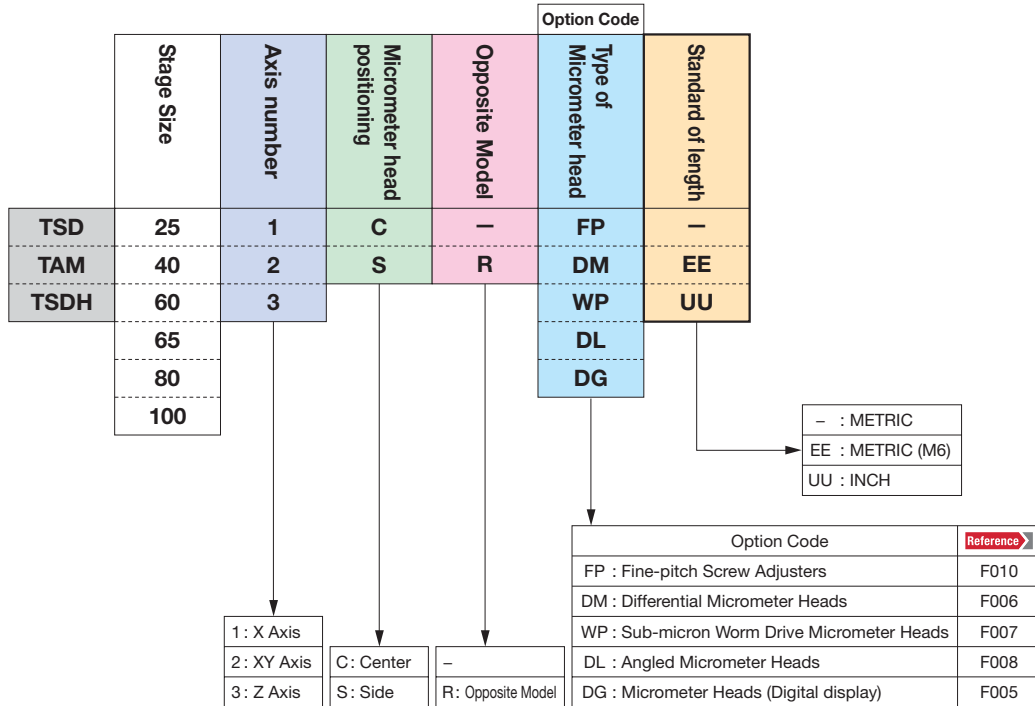 Option Code
Stage Size
Axis number
Micrometer head
positioning
Opposite Model
Type of
Micrometer head
Standard of length
TSD 25 1 C – FP –
TAM 40 2 S R DM EE
TSDH 60 3 WP UU
65 DL
80 DG
100
– : METRIC
EE : METRIC (M6)
UU : INCH
Option Code Reference
FP : Fine-pitch Screw Adjusters F010
DM : Differential Micrometer Heads F006
WP : Sub-micron Worm Drive Micrometer Heads F007
DL : Angled Micrometer Heads F008
DG : Micrometer Heads (Digital display) F005
1 : X Axis
2 : XY Axis
3 : Z Axis
C : Center
S : Side
–
R : Opposite Model